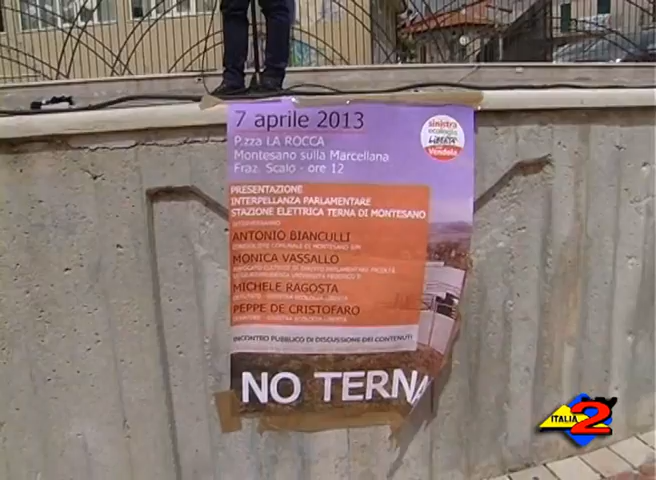 7 aprile 2013
P.zza LA ROCCA
Montesano sulla Marcellana
Fraz. Scalo - ore 12
sinistra
ecologia
LIBERTÀ
Vendola
PRESENTAZIONE
INTERPELLANZA PARLAMENTARE
STAZIONE ELETTRICA TERNA DI MONTESANO
INTERVERRANNO
ANTONIO BIANCULLI
MONICA VASSALLO
MICHELE RAGOSTA
PEPPE DE CRISTOFARO
INCONTRO PUBBLICO DI DISCUSSIONE DEI CONTENUTI
NO TERNA
ITALIA 2 TV